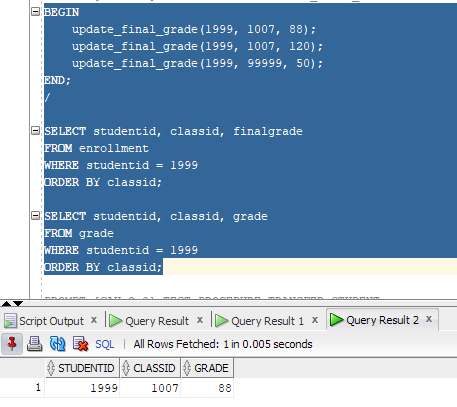 BEGIN
update_final_grade(1999, 1007, 88);
update_final_grade(1999, 1007, 120);
update_final_grade(1999, 99999, 50);
END;
/
SELECT studentid, classid, finalgrade
FROM enrollment
WHERE studentid = 1999
ORDER BY classid;
SELECT studentid, classid, grade
FROM grade
WHERE studentid = 1999
ORDER BY classid;
Script Output x Query Result x Query Result 1 x Query Result 2 x
SQL | All Rows Fetched: 1 in 0.005 seconds
STUDENTID CLASSID GRADE
1 1999 1007 88